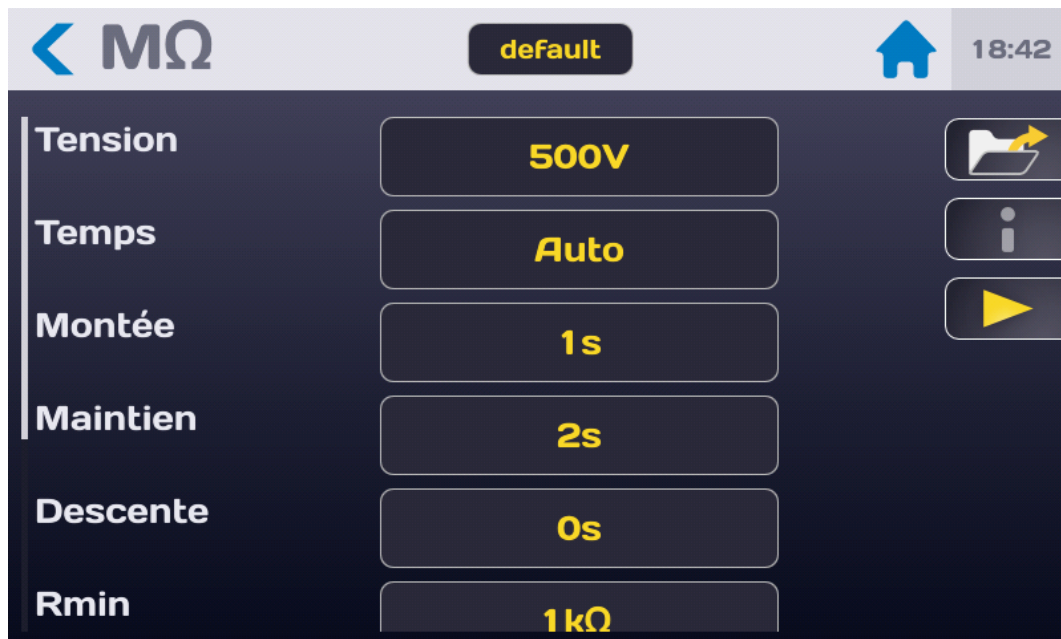 MΩ default 18:42
Tension 500V
Temps Auto
Montée 1s
Maintien 2s
Descente 0s
Rmin 1kΩ